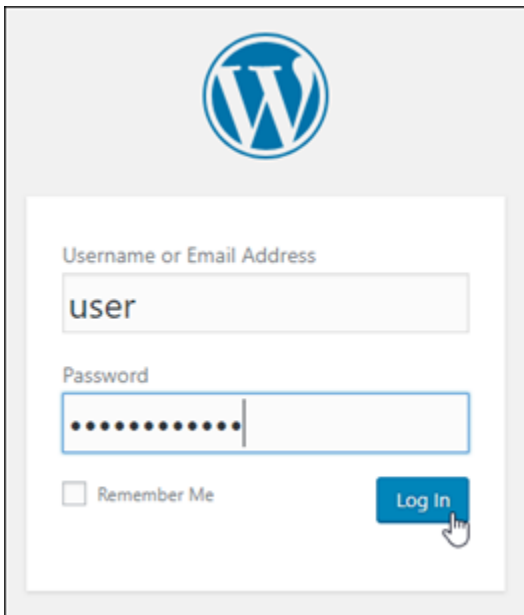 Username or Email Address
user
Password
••••••••••••
Remember Me
Log In